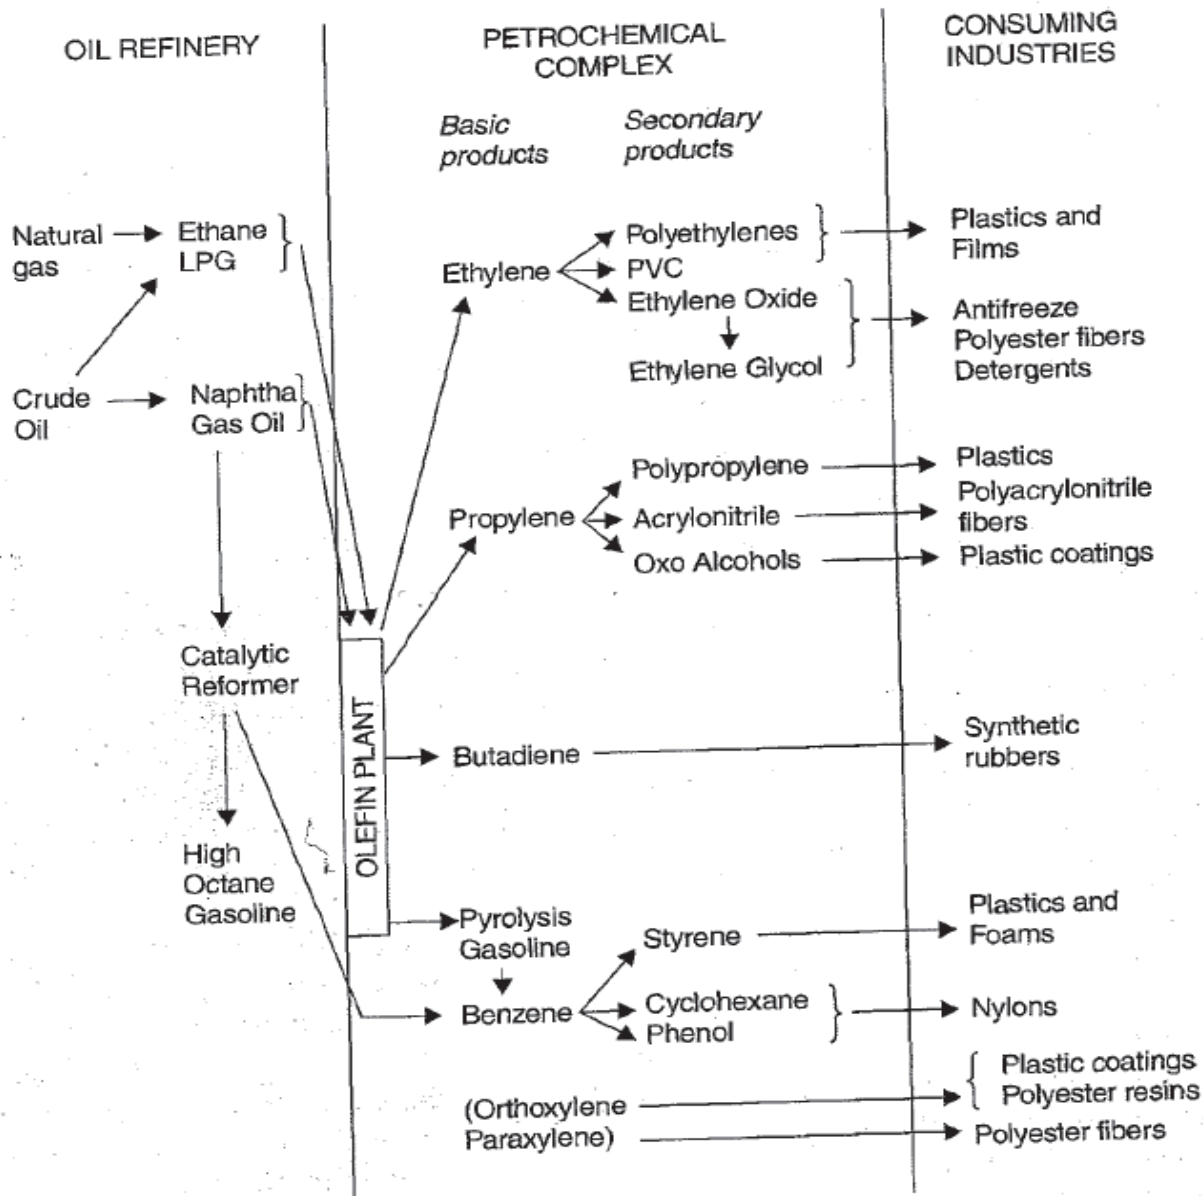 OIL REFINERY
PETROCHEMICAL
COMPLEX
CONSUMING
INDUSTRIES
Basic
products
Secondary
products
Natural
gas
Ethane
LPG
Crude
Oil
Naphtha
Gas Oil
Catalytic
Reformer
High
Octane
Gasoline
OLEFIN PLANT
Ethylene
Polyethylenes
PVC
Ethylene Oxide
Ethylene Glycol
Plastics and
Films
Antifreeze
Polyester fibers
Detergents
Propylene
Polypropylene
Acrylonitrile
Oxo Alcohols
Plastics
Polyacrylonitrile
fibers
Plastic coatings
Butadiene
Synthetic
rubbers
Pyrolysis
Gasoline
Benzene
Styrene
Cyclohexane
Phenol
Plastics and
Foams
Nylons
(Orthoxylene
Paraxylene)
Plastic coatings
Polyester resins
Polyester fibers